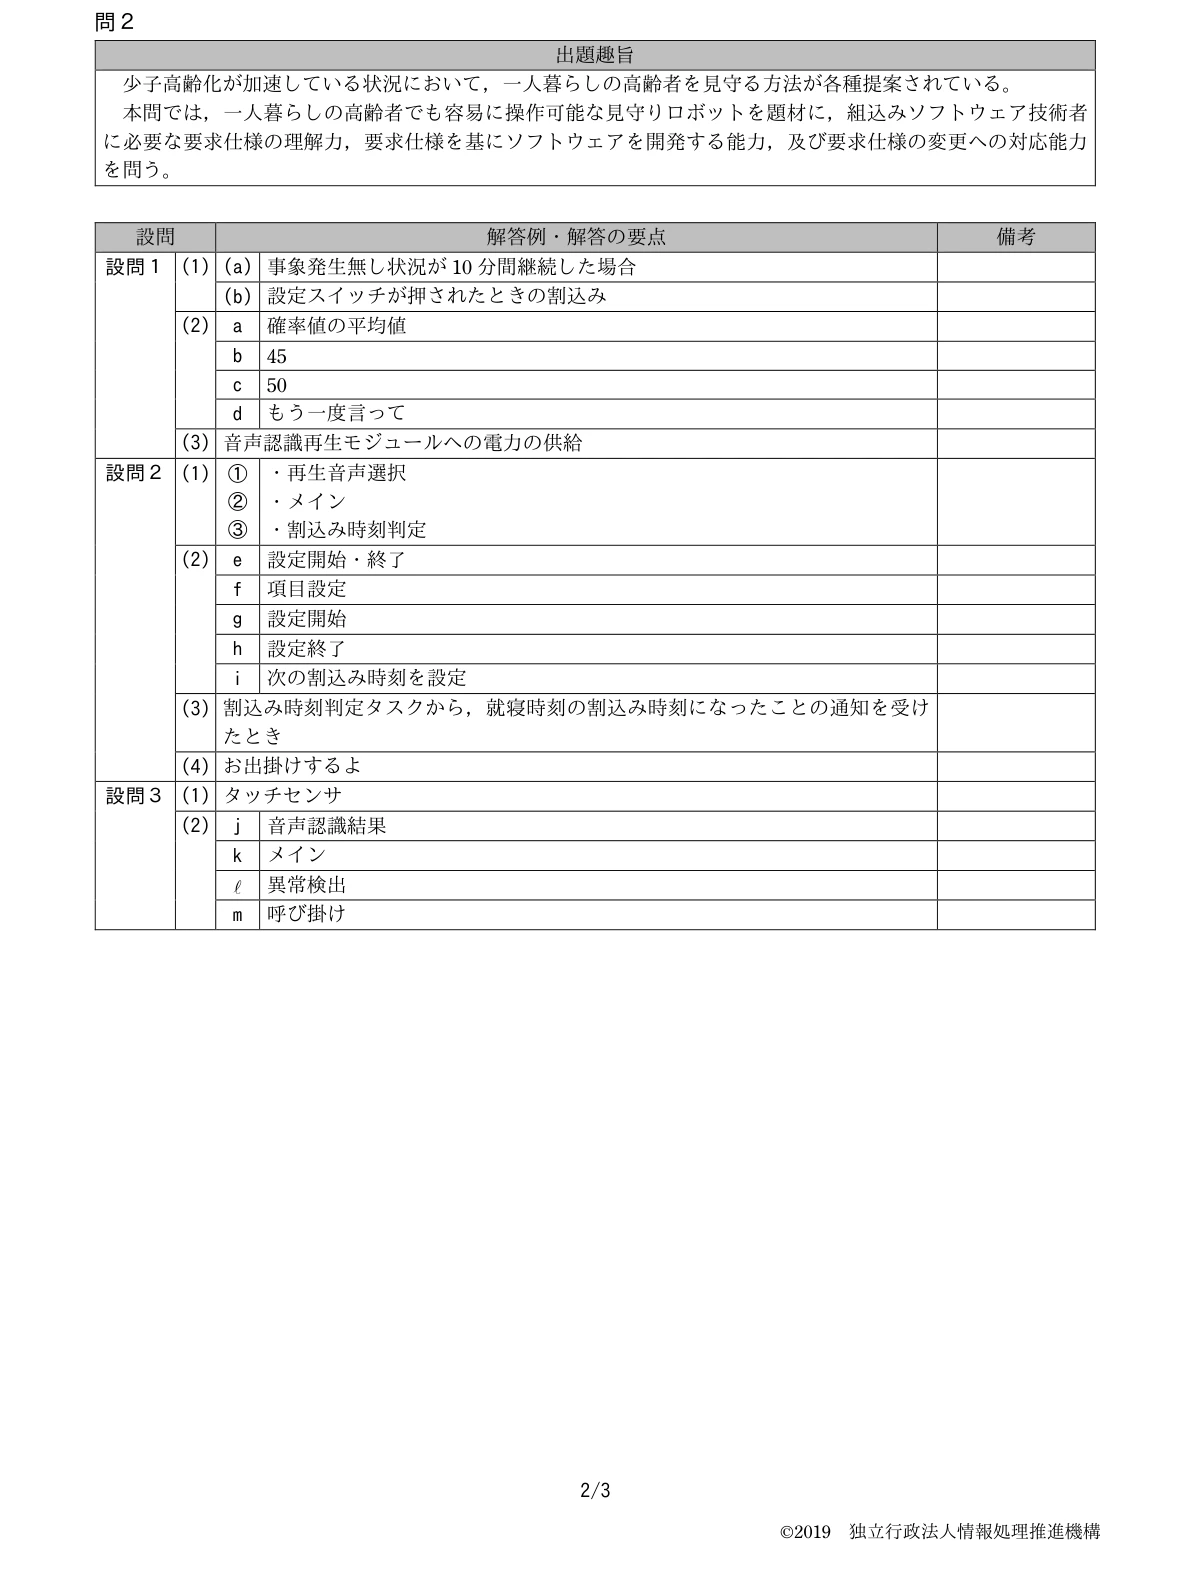 問２
出題趣旨
少子高齢化が加速している状況において，一人暮らしの高齢者を見守る方法が各種提案されている。
本問では，一人暮らしの高齢者でも容易に操作可能な見守りロボットを題材に，組込みソフトウェア技術者
に必要な要求仕様の理解力，要求仕様を基にソフトウェアを開発する能力，及び要求仕様の変更への対応能力
を問う。
設問 解答例・解答の要点 備考
設問１ (1) (a) 事象発生無し状況が 10 分間継続した場合
(b) 設定スイッチが押されたときの割込み
(2) a 確率値の平均値
b 45
c 50
d もう一度言って
(3) 音声認識再生モジュールへの電力の供給
設問２ (1) ① ・再生音声選択
② ・メイン
③ ・割込み時刻判定
(2) e 設定開始・終了
f 項目設定
g 設定開始
h 設定終了
i 次の割込み時刻を設定
(3) 割込み時刻判定タスクから，就寝時刻の割込み時刻になったことの通知を受け
たとき
(4) お出掛けするよ
設問３ (1) タッチセンサ
(2) j 音声認識結果
k メイン
ℓ 異常検出
m 呼び掛け
2/3
©2019 独立行政法人情報処理推進機構